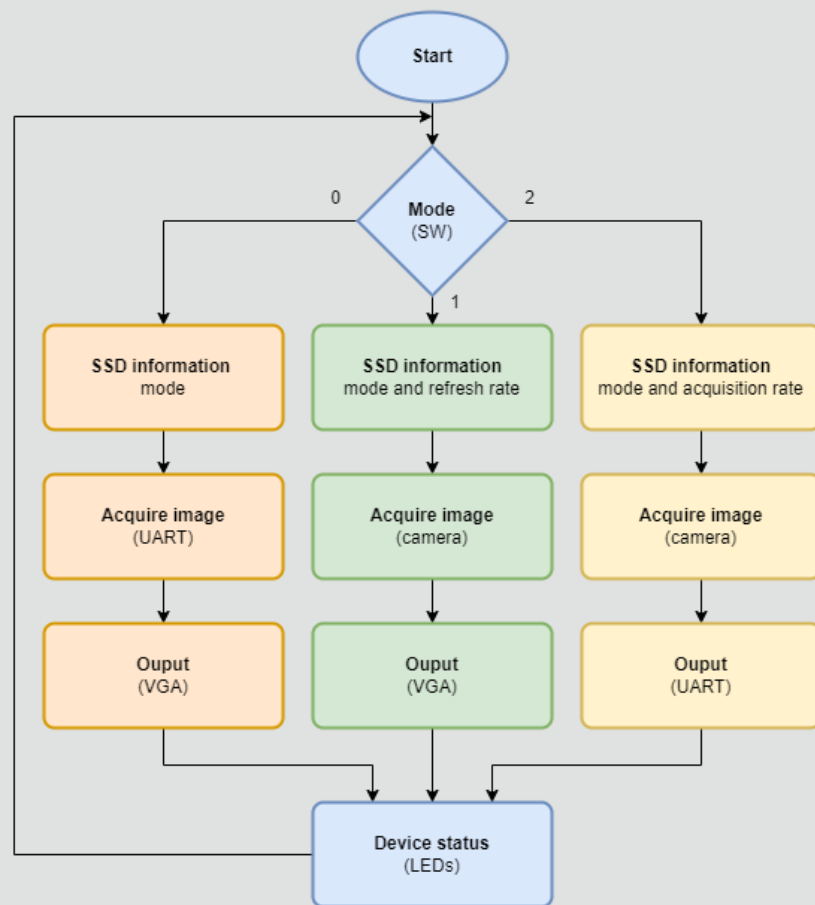 Start
Mode
(SW)
0
2
1
SSD information
mode
SSD information
mode and refresh rate
SSD information
mode and acquisition rate
Acquire image
(UART)
Acquire image
(camera)
Acquire image
(camera)
Ouput
(VGA)
Ouput
(VGA)
Ouput
(UART)
Device status
(LEDs)